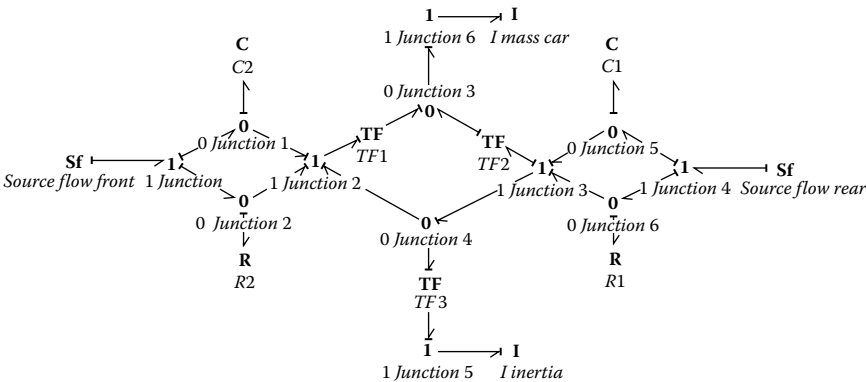 1 I
1 Junction 6 I mass car
C C
C2 C1
0 Junction 3
0
0 0
0 Junction 1 TF TF 0 Junction 5
TF1 TF2
Sf 1 1 1 1 Sf
Source flow front 1 Junction 1 Junction 2 1 Junction 3 1 Junction 4 Source flow rear
0 0
0 Junction 2 0 0 Junction 6
0 Junction 4
R R
R2 R1
TF
TF3
1 I
1 Junction 5 I inertia